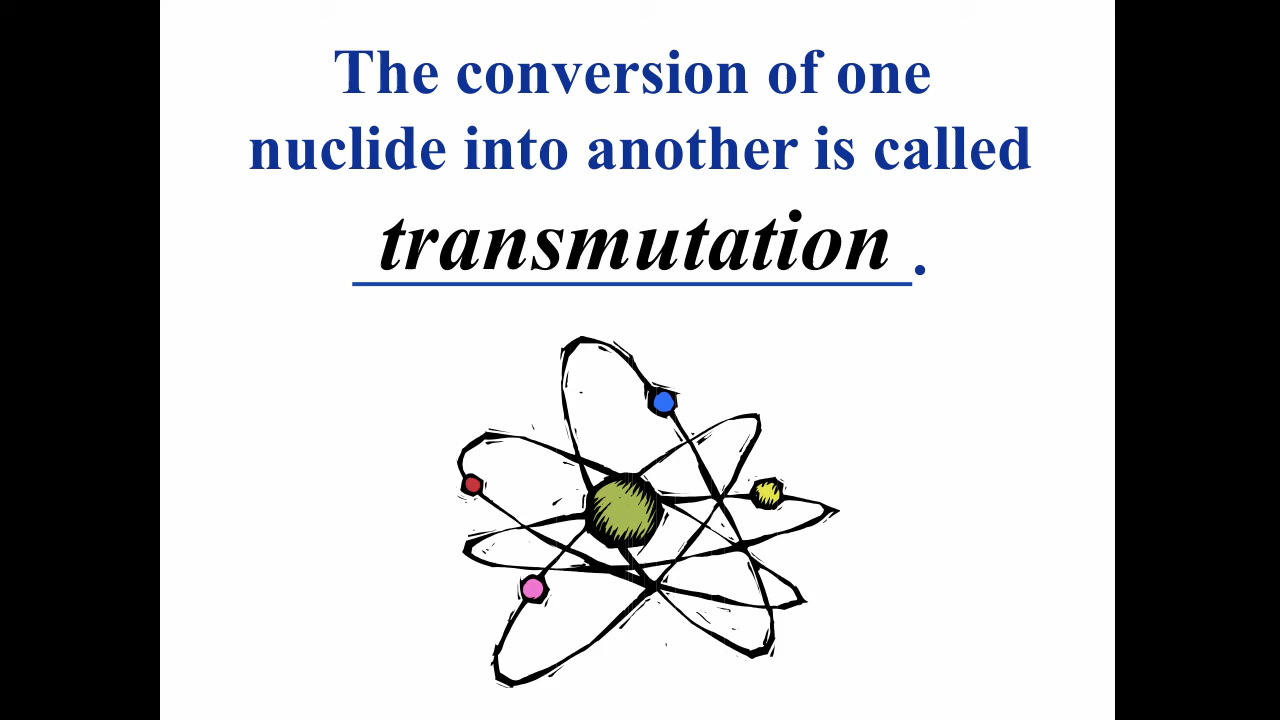 The conversion of one
nuclide into another is called
transmutation.